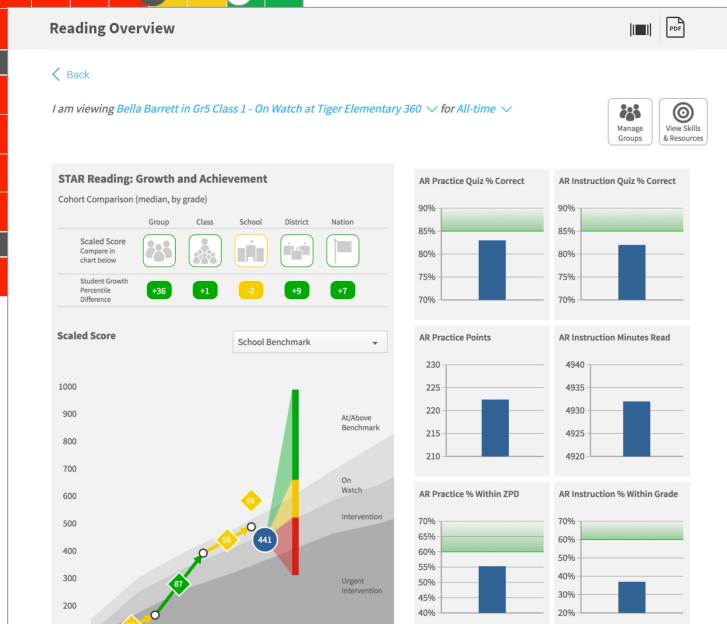 Reading Overview
PDF
Back
I am viewing Bella Barrett in Gr5 Class 1 - On Watch at Tiger Elementary 360 for All-time
Manage
Groups
View Skills
& Resources
STAR Reading: Growth and Achievement
Cohort Comparison (median, by grade)
Group Class School District Nation
Scaled Score
Compare in
chart below
Student Growth
Percentile
Difference
+36 +1 -2 +9 +7
Scaled Score
School Benchmark
1000
900
800
700
600
500
400
300
200
At/Above
Benchmark
On
Watch
Intervention
Urgent
Intervention
55
56
441
87
AR Practice Quiz % Correct
90%
85%
80%
75%
70%
AR Instruction Quiz % Correct
90%
85%
80%
75%
70%
AR Practice Points
230
225
220
215
210
AR Instruction Minutes Read
4940
4935
4930
4925
4920
AR Practice % Within ZPD
70%
65%
60%
55%
50%
45%
40%
AR Instruction % Within Grade
70%
60%
50%
40%
30%
20%